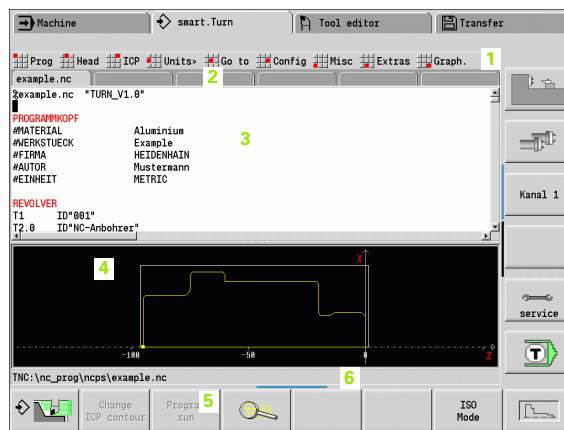 Machine smart.Turn Tool editor Transfer
Prog Head ICP Units» Go to Config Misc Extras Graph. 1
example.nc 2
%example.nc "TURN_V1.0"
PROGRAMMKOPF
#MATERIAL Aluminium
#WERKSTUECK Example 3
#FIRMA HEIDENHAIN
#AUTOR Mustermann
#EINHEIT METRIC
Kanal 1
REVOLVER
T1 ID"001"
T2.0 ID"NC-Anbohrer"
X
4
service
-100 -50 0 Z
T
TNC:\nc_prog\ncps\example.nc 6
Change
ICP contour
5
run
ISO
Mode